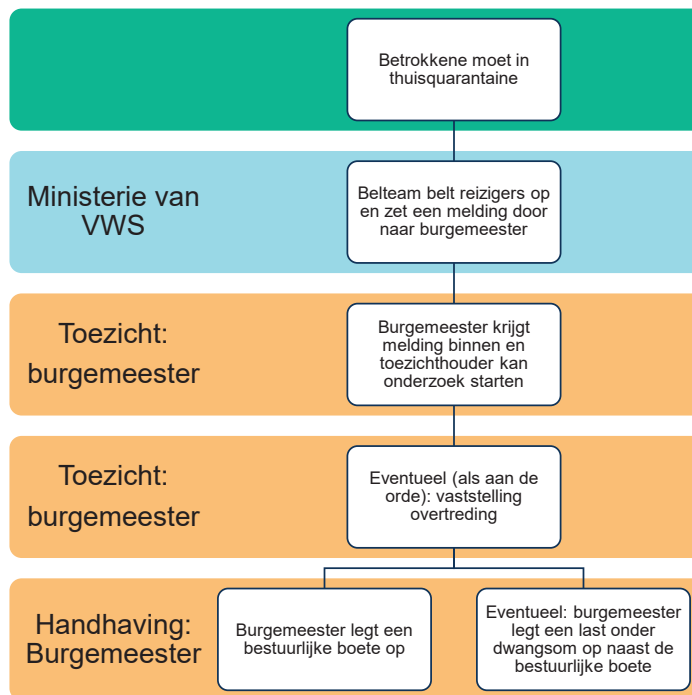 Betrokkene moet in
thuisquarantaine
Ministerie van
VWS
Belteam belt reizigers op
en zet een melding door
naar burgemeester
Toezicht:
burgemeester
Burgemeester krijgt
melding binnen en
toezichthouder kan
onderzoek starten
Toezicht:
burgemeester
Eventueel (als aan de
orde): vaststelling
overtreding
Handhaving:
Burgemeester
Burgemeester legt een
bestuurlijke boete op
Eventueel: burgemeester
legt een last onder
dwangsom op naast de
bestuurlijke boete